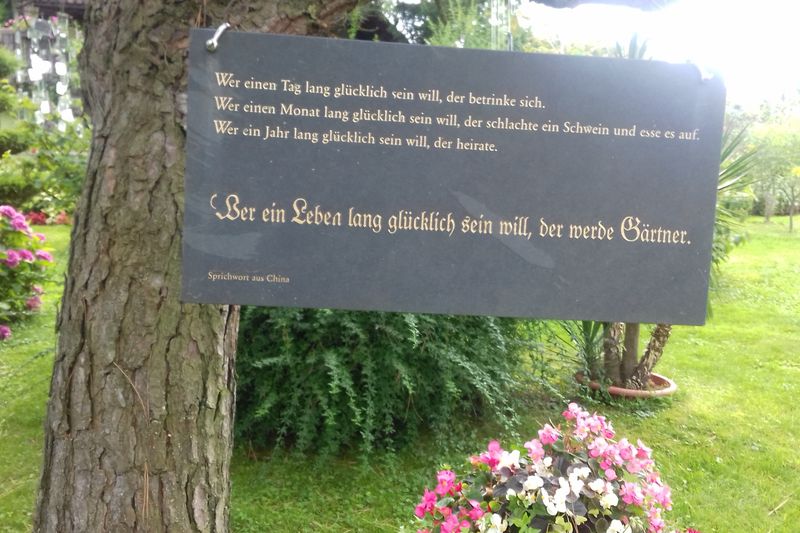 Wer einen Tag lang glücklich sein will, der betrinke sich.
Wer einen Monat lang glücklich sein will, der schlachte ein Schwein und esse es auf.
Wer ein Jahr lang glücklich sein will, der heirate.
Wer ein Leben lang glücklich sein will, der werde Gärtner.
Sprichwort aus China